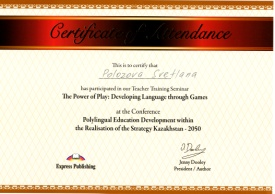 Certificate of Attendance
This is to certify that
Polozova Svetlana
has participated in our Teacher Training Seminar
The Power of Play: Developing Language through Games
at the Conference
Polylingual Education Development within
the Realisation of the Strategy Kazakhstan - 2050
Express Publishing
Jenny Dooley
President / Author